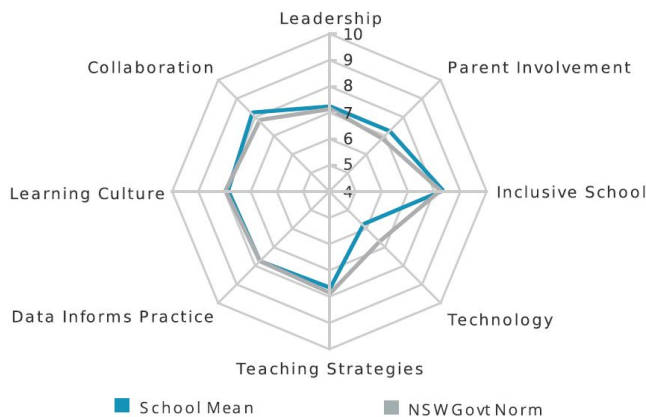 Leadership
10
9
8
7
6
5
4
Collaboration
Parent Involvement
Learning Culture
Inclusive School
Data Informs Practice
Technology
Teaching Strategies
School Mean
NSW Govt Norm